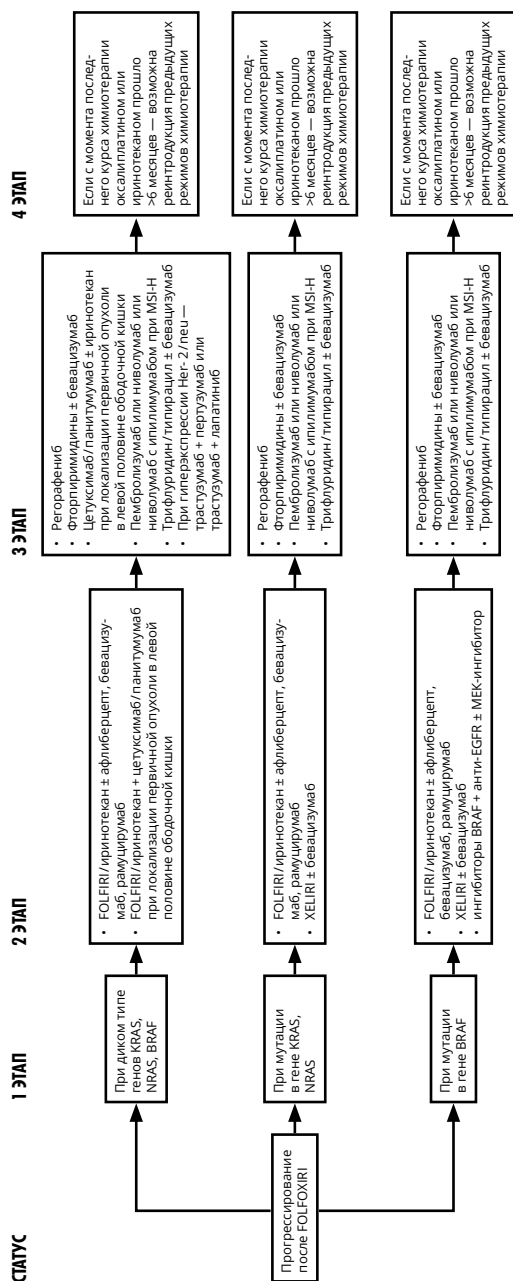 СТАТУС
1 ЭТАП
2 ЭТАП
3 ЭТАП
4 ЭТАП
Прогрессирование
после FOLFOXIRI
При диком типе
генов KRAS,
NRAS, BRAF
• FOLFIRI/иринотекан ± афлиберцепт, бевацизу-
маб, рамуцирумаб
• FOLFIRI/иринотекан + цетуксимаб/панитумумаб
при локализации первичной опухоли в левой
половине ободочной кишки
• Регорафениб
• Фторпиримидины ± бевацизумаб
• Цетуксимаб/панитумумаб ± иринотекан
при локализации первичной опухоли
в левой половине ободочной кишки
• Пембролизумаб или ниволумаб или
ниволумаб с ипилимумабом при MSI-H
• Трифлуридин/типирацил ± бевацизумаб
• При гиперэкспрессии Her- 2/neu —
трастузумаб + пертузумаб или
трастузумаб + лапатиниб
Если с момента послед-
него курса химиотерапии
оксалиплатином или
иринотеканом прошло
>6 месяцев — возможна
реинтродукция предыдущих
режимов химиотерапии
При мутации
в гене KRAS,
NRAS
• FOLFIRI/иринотекан ± афлиберцепт, бевацизу-
маб, рамуцирумаб
• XELIRI ± бевацизумаб
• Регорафениб
• Фторпиримидины ± бевацизумаб
• Пембролизумаб или ниволумаб или
ниволумаб с ипилимумабом при MSI-H
• Трифлуридин/типирацил ± бевацизумаб
Если с момента послед-
него курса химиотерапии
оксалиплатином или
иринотеканом прошло
>6 месяцев — возможна
реинтродукция предыдущих
режимов химиотерапии
При мутации
в гене BRAF
• FOLFIRI/иринотекан ± афлиберцепт,
бевацизумаб, рамуцирумаб
• XELIRI ± бевацизумаб
• ингибиторы BRAF + анти-EGFR ± MEK-ингибитор
• Регорафениб
• Фторпиримидины ± бевацизумаб
• Пембролизумаб или ниволумаб или
ниволумаб с ипилимумабом при MSI-H
• Трифлуридин/типирацил ± бевацизумаб
Если с момента послед-
него курса химиотерапии
оксалиплатином или
иринотеканом прошло
>6 месяцев — возможна
реинтродукция предыдущих
режимов химиотерапии